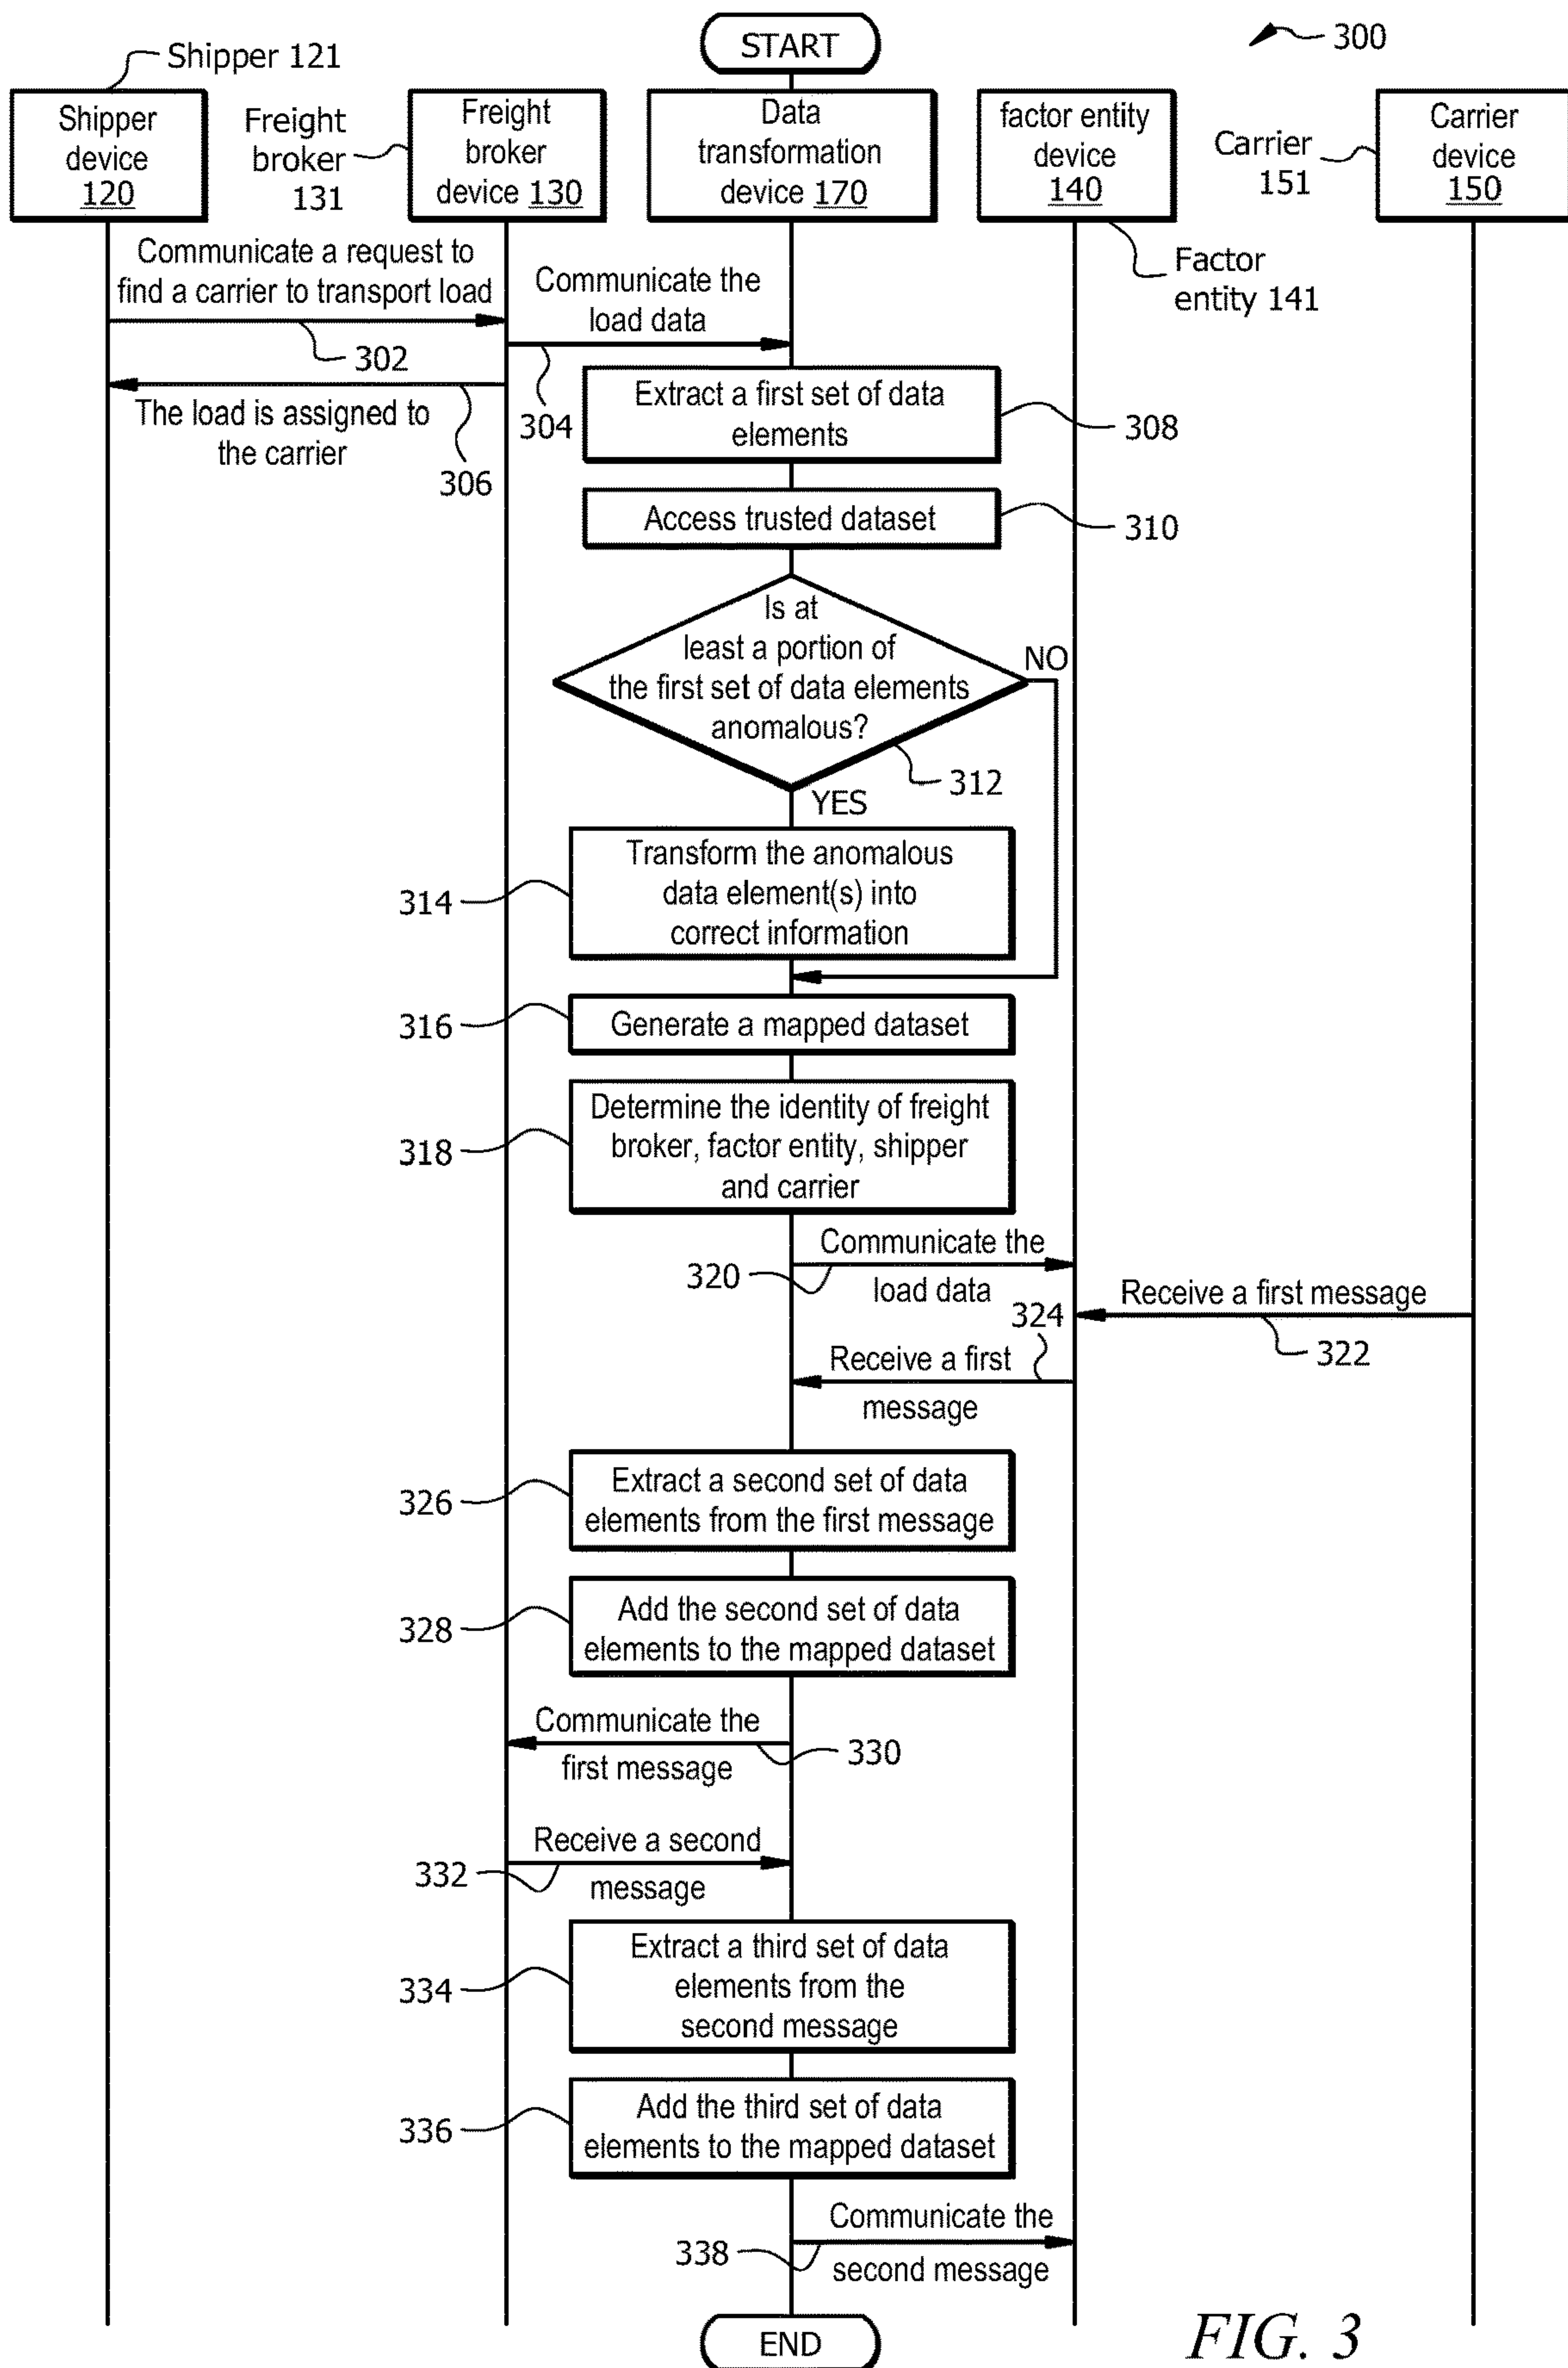 START
300
Shipper 121
Shipper
device
120
Freight
broker
131
Freight
broker
device 130
Data
transformation
device 170
factor entity
device
140
Carrier
151
Carrier
device
150
Factor
entity 141
Communicate a request to
find a carrier to transport load
302
Communicate the
load data
304
The load is assigned to
the carrier
306
Extract a first set of data
elements
308
Access trusted dataset
310
Is at
least a portion of
the first set of data elements
anomalous?
NO
312
YES
Transform the anomalous
data element(s) into
correct information
314
Generate a mapped dataset
316
Determine the identity of freight
broker, factor entity, shipper
and carrier
318
Communicate the
load data
320
Receive a first message
322
324
Receive a first
message
Extract a second set of data
elements from the first message
326
Add the second set of data
elements to the mapped dataset
328
Communicate the
first message
330
Receive a second
message
332
Extract a third set of data
elements from the
second message
334
Add the third set of data
elements to the mapped dataset
336
Communicate the
second message
338
END
FIG. 3